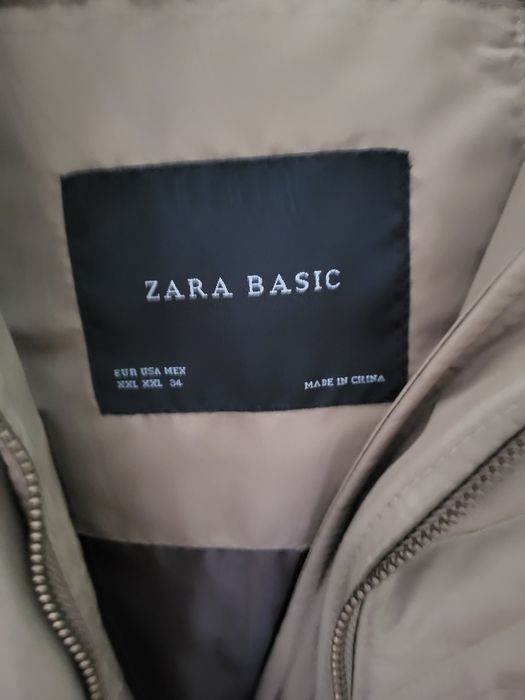 ZARA BASIC
EUR USA MEX
XXL XXL 34
MADE IN CHINA